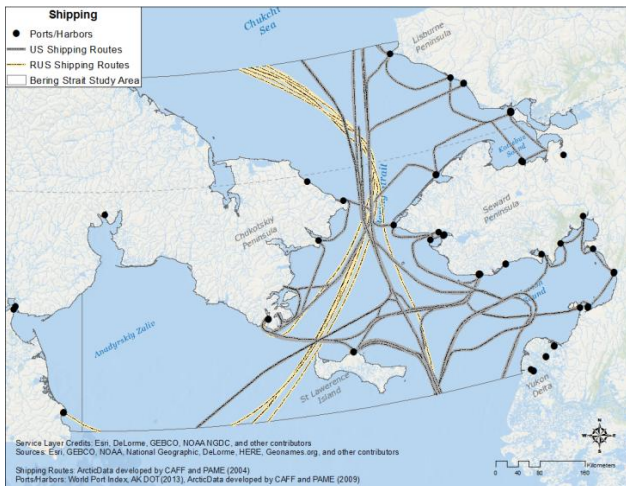 Shipping
Ports/Harbors
US Shipping Routes
RUS Shipping Routes
Bering Strait Study Area
Chukchi
Sea
Lisburne
Peninsula
Kotzebue
Sound
Bering Strait
Seward
Peninsula
Chukotskiy
Peninsula
Norton
Sound
Anadyrskiy Zaliv
St Lawerence
Island
Yukon
Delta
N
Service Layer Credits: Esri, DeLorme, GEBCO, NOAA NGDC, and other contributors
Sources: Esri, GEBCO, NOAA, National Geographic, DeLorme, HERE, Geonames.org, and other contributors
Shipping Routes: ArcticData developed by CAFF and PAME (2004)
Ports/Harbors: World Port Index, AK DOT(2013), ArcticData developed by CAFF and PAME (2009)
0 40 80 160